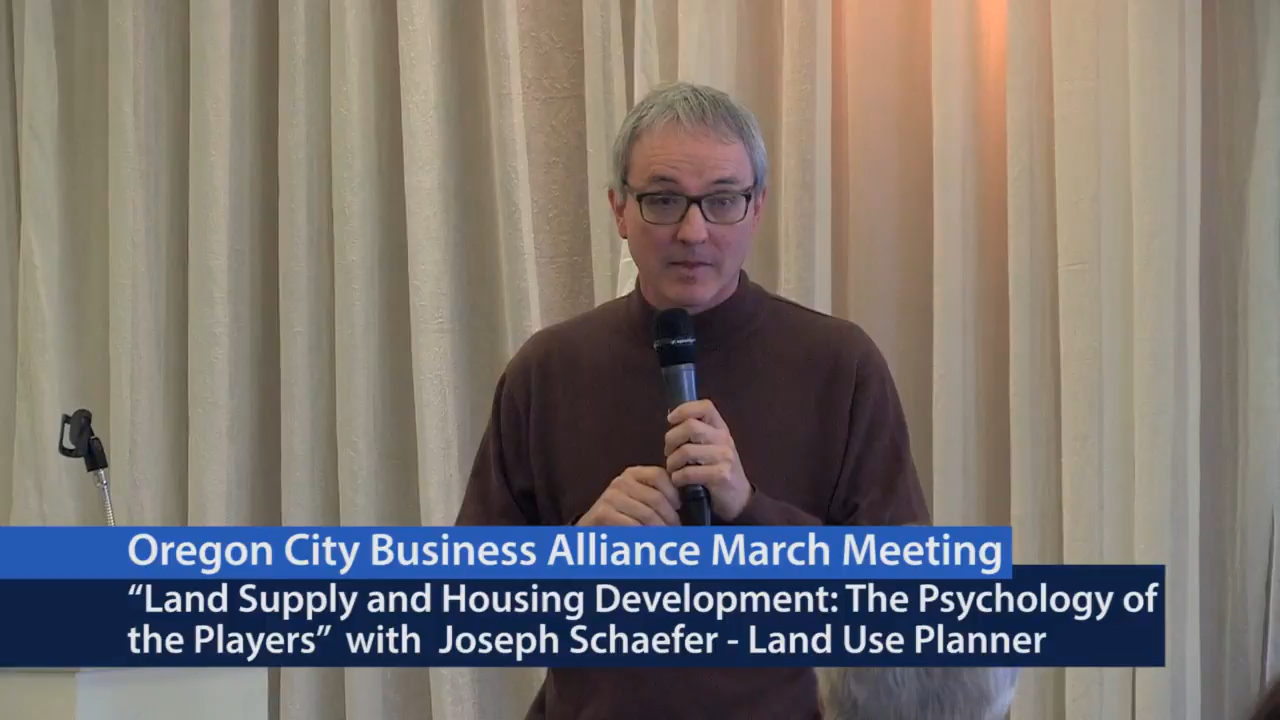 Oregon City Business Alliance March Meeting
“Land Supply and Housing Development: The Psychology of
the Players” with Joseph Schaefer - Land Use Planner